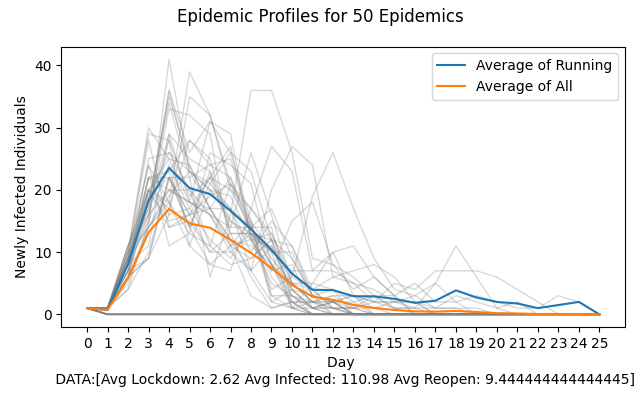 Epidemic Profiles for 50 Epidemics
Average of Running
Average of All
Newly Infected Individuals
40
30
20
10
0
0 1 2 3 4 5 6 7 8 9 10 11 12 13 14 15 16 17 18 19 20 21 22 23 24 25
Day
DATA:[Avg Lockdown: 2.62 Avg Infected: 110.98 Avg Reopen: 9.444444444444445]